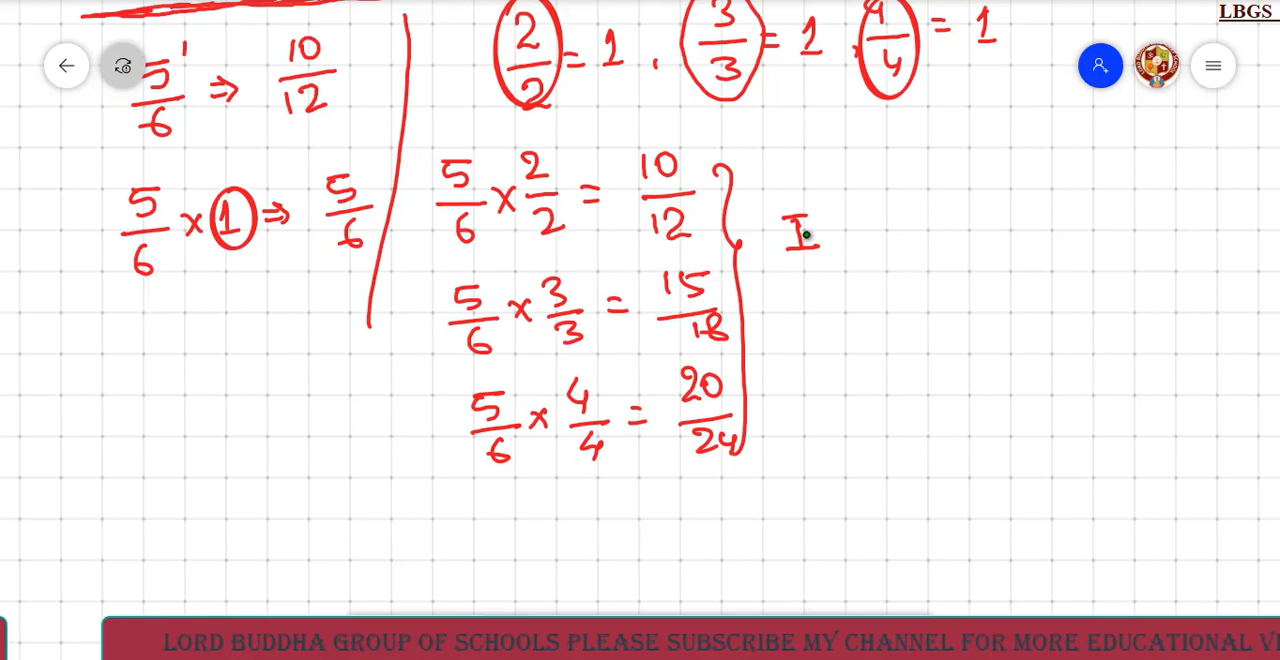 LBGS
5/6 ⇒ 10/12
2/2 = 1 , 3/3 = 1 , 4/4 = 1
5/6 × 1 ⇒ 5/6
5/6 × 2/2 = 10/12
I
5/6 × 3/3 = 15/18
5/6 × 4/4 = 20/24
LORD BUDDHA GROUP OF SCHOOLS PLEASE SUBSCRIBE MY CHANNEL FOR MORE EDUCATIONAL